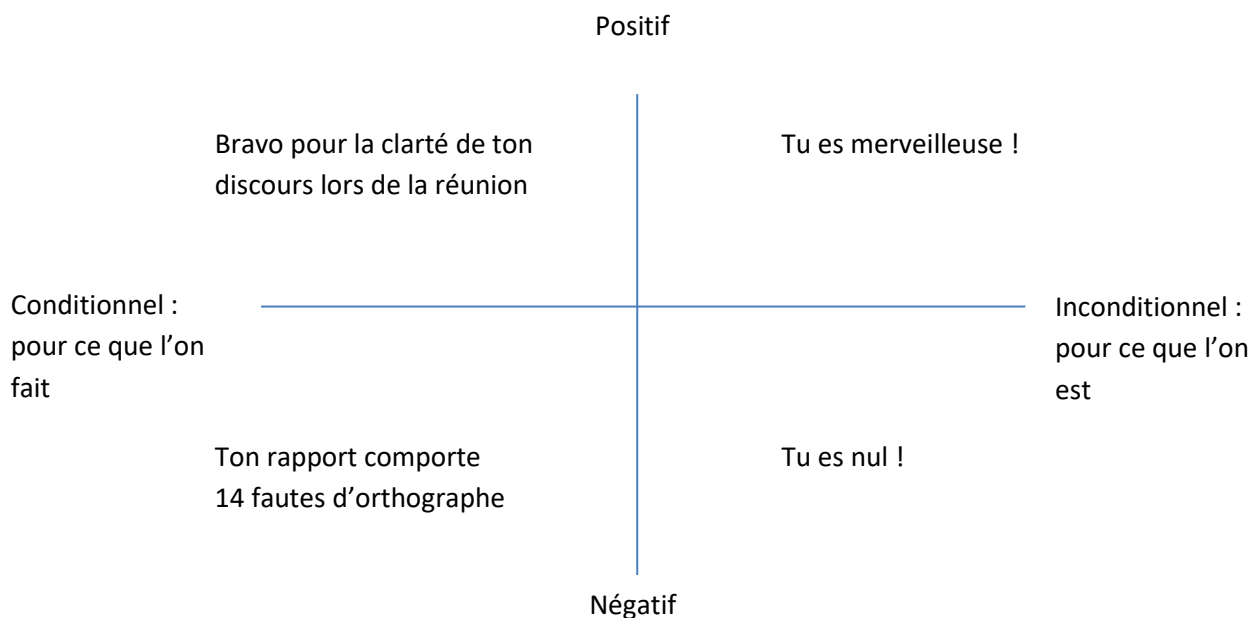 Positif
Bravo pour la clarté de ton
discours lors de la réunion
Tu es merveilleuse !
Conditionnel :
pour ce que l’on
fait
Inconditionnel :
pour ce que l’on
est
Ton rapport comporte
14 fautes d’orthographe
Tu es nul !
Négatif